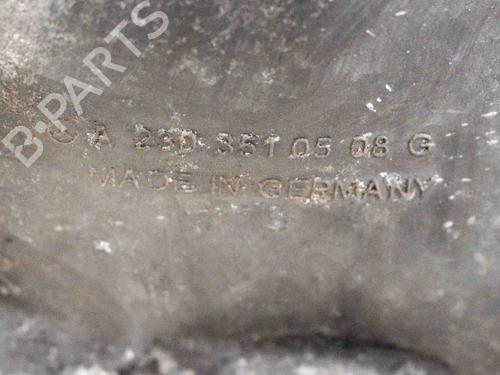 B-PARTS
A 230 351 05 08 G
MADE IN GERMANY